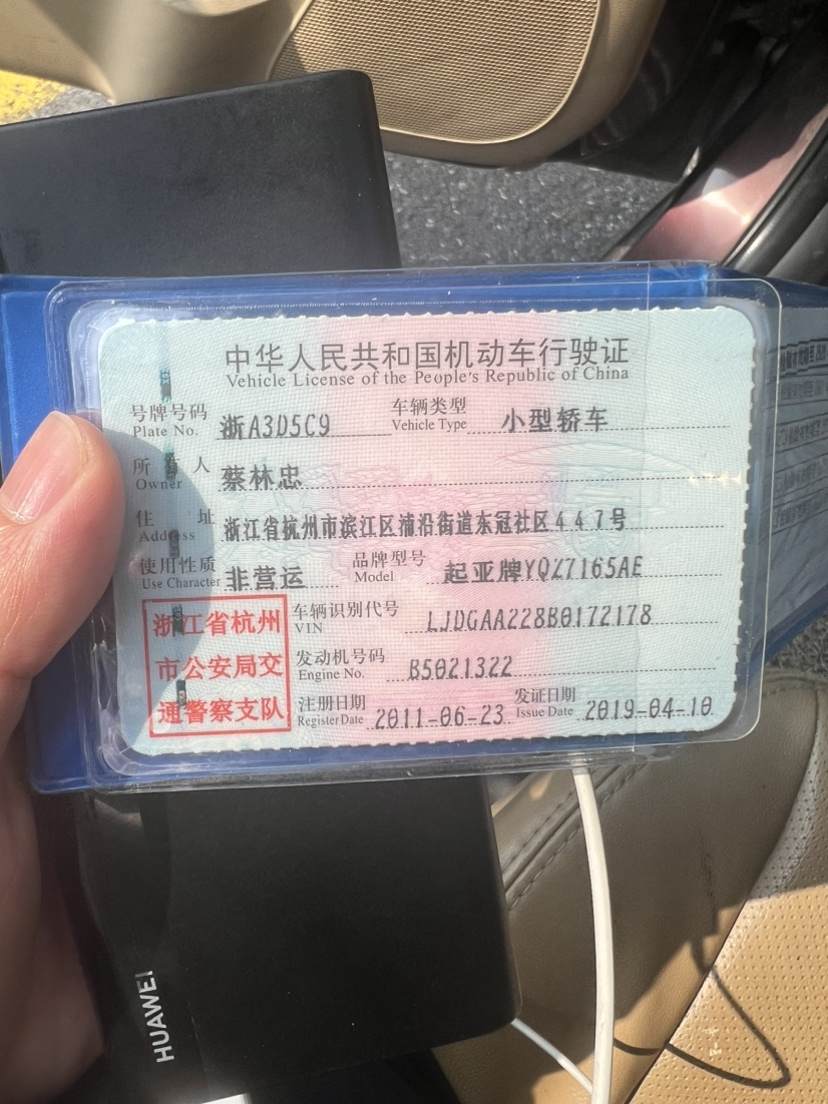 中华人民共和国机动车行驶证
Vehicle License of the People's Republic of China
号牌号码 浙A3D5C9 车辆类型 小型轿车
Plate No. Vehicle Type
所有人 蔡林忠
Owner
住址 浙江省杭州市滨江区浦沿街道东冠社区447号
Address
使用性质 非营运 品牌型号 起亚牌YQZ7165AE
Use Character Model
浙江省杭州 车辆识别代号 LJDGAA228B0172178
VIN
市公安局交 发动机号码 B5021322
Engine No.
通警察支队 注册日期 2011-06-23 发证日期 2019-04-10
Register Date Issue Date
HUAWEI